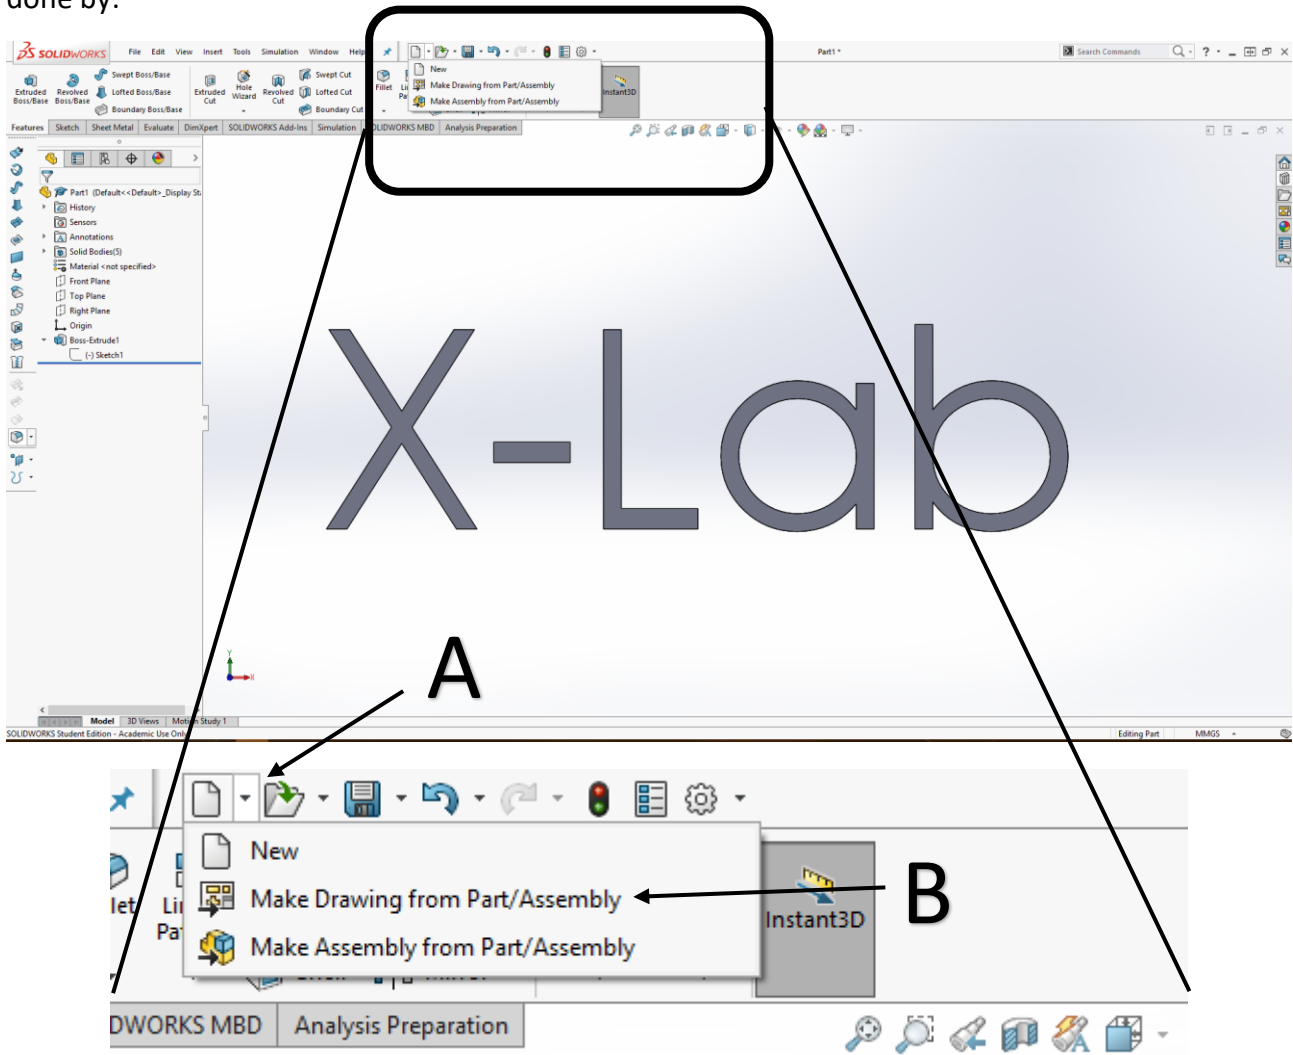 done by:
SOLIDWORKS File Edit View Insert Tools Simulation Window Help Part1 * Search Commands
New
Make Drawing from Part/Assembly
Make Assembly from Part/Assembly
Extruded Boss/Base
Revolved Boss/Base
Swept Boss/Base
Lofted Boss/Base
Boundary Boss/Base
Extruded Cut
Hole Wizard
Revolved Cut
Swept Cut
Lofted Cut
Boundary Cut
Fillet
Instant3D
Features Sketch Sheet Metal Evaluate DimXpert SOLIDWORKS Add-Ins Simulation OLIDWORKS MBD Analysis Preparation
Part1 (Default<<Default>_Display St
History
Sensors
Annotations
Solid Bodies(5)
Material <not specified>
Front Plane
Top Plane
Right Plane
Origin
Boss-Extrude1
(-) Sketch1
X-Lab
Y
X
A
Model 3D Views Motion Study 1
SOLIDWORKS Student Edition - Academic Use Only Editing Part MMGS
New
Make Drawing from Part/Assembly
Make Assembly from Part/Assembly
B
let
Li
Pa
Instant3D
DWORKS MBD Analysis Preparation